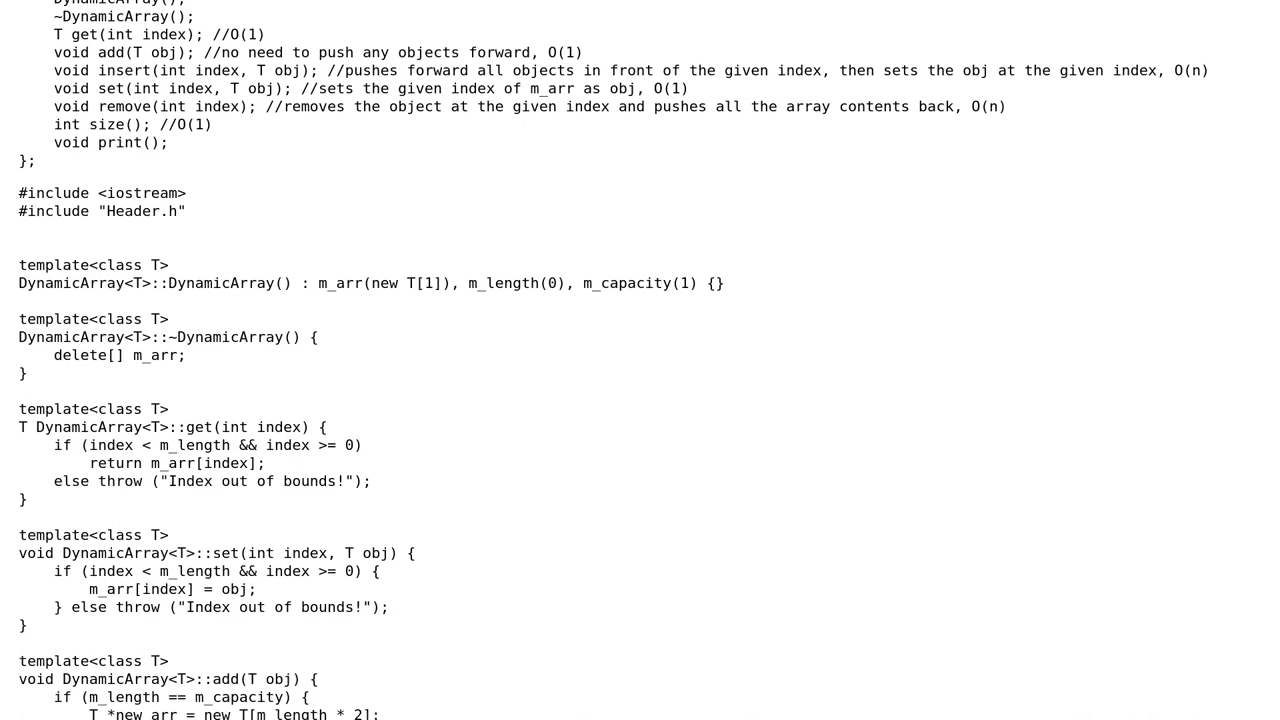 DynamicArray();
~DynamicArray();
T get(int index); //O(1)
void add(T obj); //no need to push any objects forward, O(1)
void insert(int index, T obj); //pushes forward all objects in front of the given index, then sets the obj at the given index, O(n)
void set(int index, T obj); //sets the given index of m_arr as obj, O(1)
void remove(int index); //removes the object at the given index and pushes all the array contents back, O(n)
int size(); //O(1)
void print();
};
#include <iostream>
#include "Header.h"
template<class T>
DynamicArray<T>::DynamicArray() : m_arr(new T[1]), m_length(0), m_capacity(1) {}
template<class T>
DynamicArray<T>::~DynamicArray() {
delete[] m_arr;
}
template<class T>
T DynamicArray<T>::get(int index) {
if (index < m_length && index >= 0)
return m_arr[index];
else throw ("Index out of bounds!");
}
template<class T>
void DynamicArray<T>::set(int index, T obj) {
if (index < m_length && index >= 0) {
m_arr[index] = obj;
} else throw ("Index out of bounds!");
}
template<class T>
void DynamicArray<T>::add(T obj) {
if (m_length == m_capacity) {
T *new_arr = new T[m_length * 2];